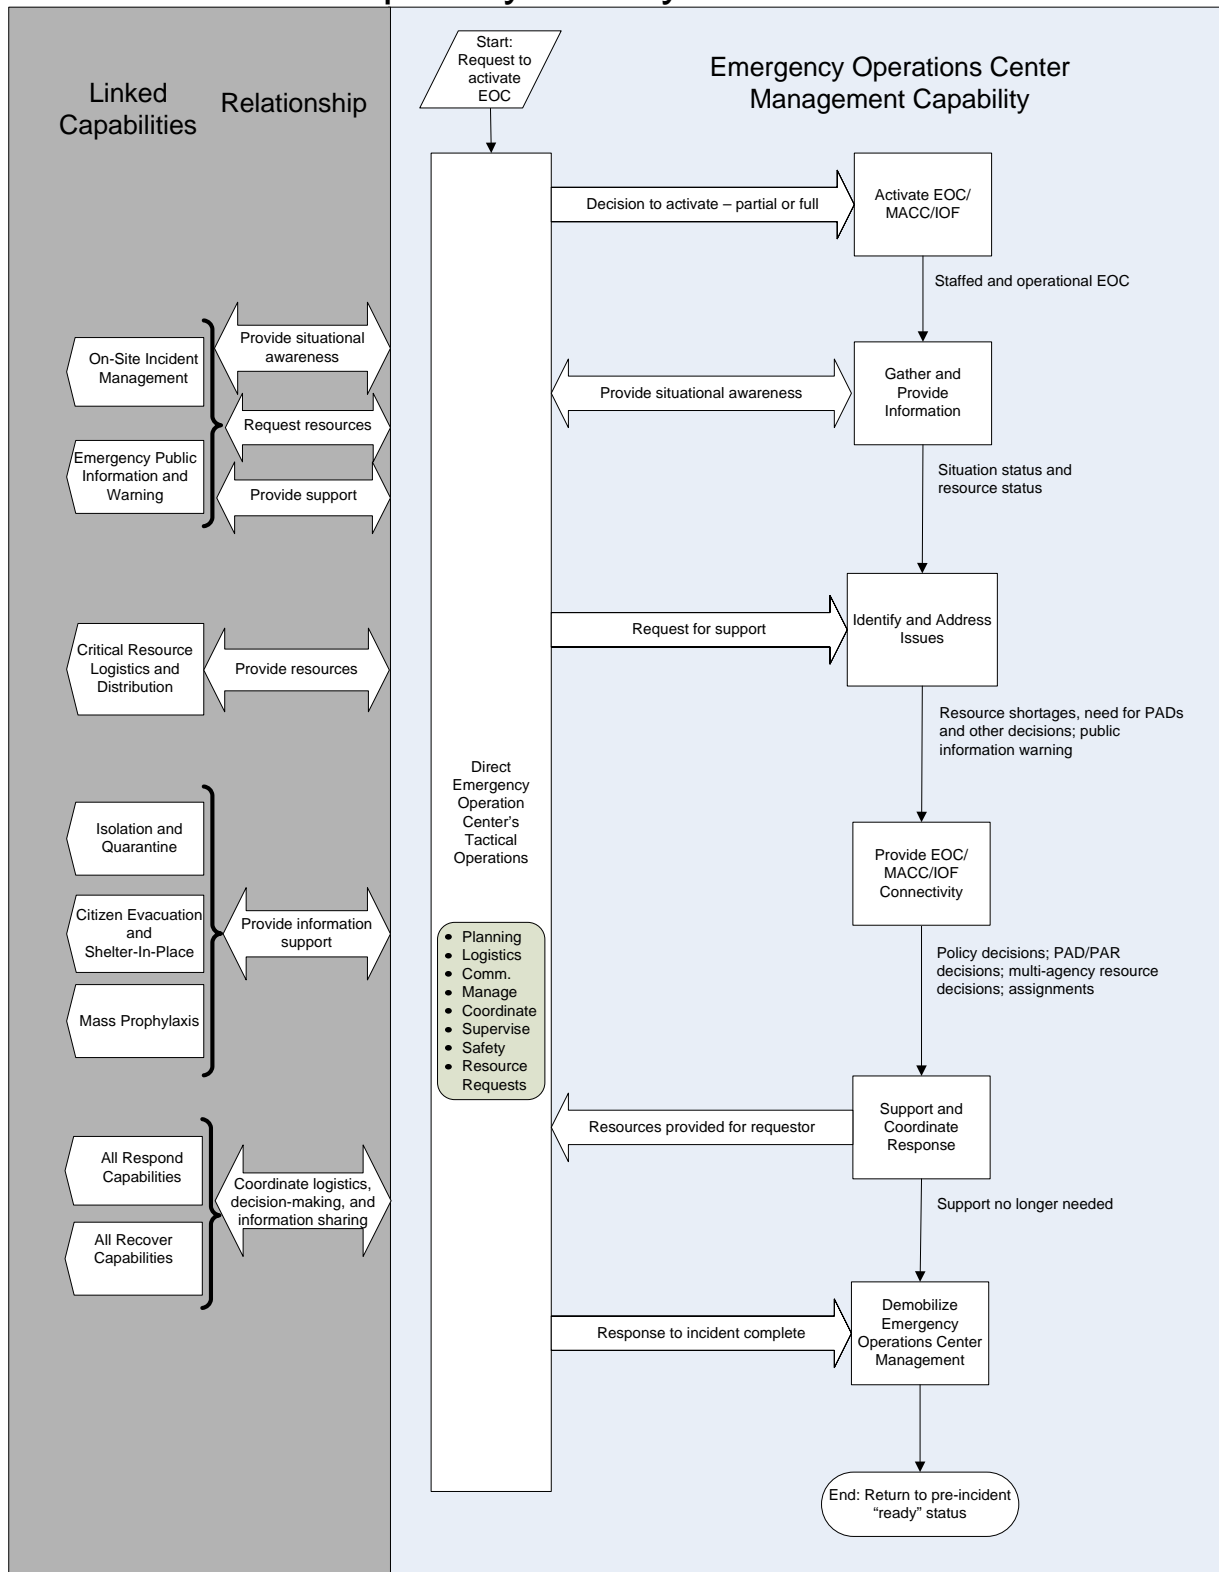 Linked
Capabilities
Relationship
Start:
Request to
activate
EOC
Emergency Operations Center
Management Capability
Decision to activate – partial or full
Activate EOC/
MACC/IOF
Staffed and operational EOC
On-Site Incident
Management
Emergency Public
Information and
Warning
Provide situational
awareness
Request resources
Provide support
Provide situational awareness
Gather and
Provide
Information
Situation status and
resource status
Critical Resource
Logistics and
Distribution
Provide resources
Request for support
Identify and Address
Issues
Resource shortages, need for PADs
and other decisions; public
information warning
Direct
Emergency
Operation
Center’s
Tactical
Operations
Isolation and
Quarantine
Citizen Evacuation
and
Shelter-In-Place
Mass Prophylaxis
Provide information
support
Provide EOC/
MACC/IOF
Connectivity
• Planning
• Logistics
• Comm.
• Manage
• Coordinate
• Supervise
• Safety
• Resource
Requests
Policy decisions; PAD/PAR
decisions; multi-agency resource
decisions; assignments
All Respond
Capabilities
All Recover
Capabilities
Coordinate logistics,
decision-making, and
information sharing
Resources provided for requestor
Support and
Coordinate
Response
Support no longer needed
Response to incident complete
Demobilize
Emergency
Operations Center
Management
End: Return to pre-incident
“ready” status